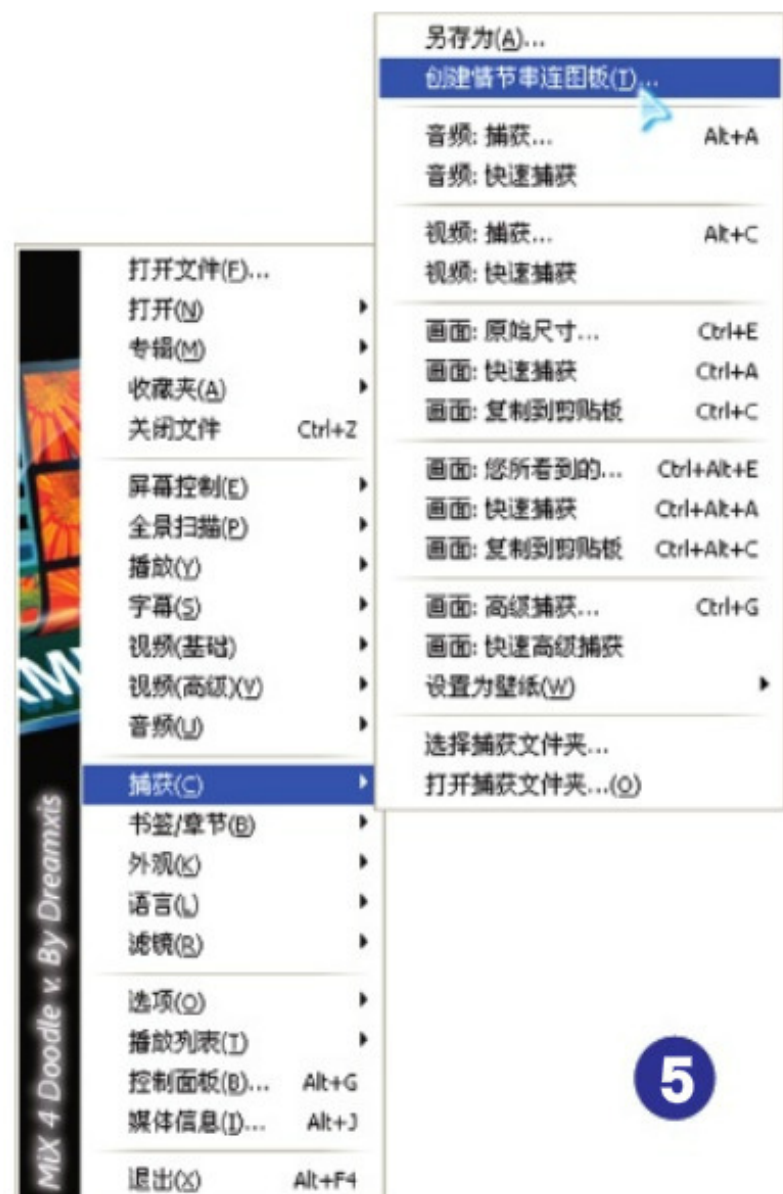 另存为(A)...
创建情节串连图板(T)...
音频: 捕获... Alt+A
音频: 快速捕获
视频: 捕获... Alt+C
视频: 快速捕获
画面: 原始尺寸... Ctrl+E
画面: 快速捕获 Ctrl+A
画面: 复制到剪贴板 Ctrl+C
画面: 您所看到的... Ctrl+Alt+E
画面: 快速捕获 Ctrl+Alt+A
画面: 复制到剪贴板 Ctrl+Alt+C
画面: 高级捕获... Ctrl+G
画面: 快速高级捕获
设置为壁纸(W)
选择捕获文件夹...
打开捕获文件夹...(O)
打开文件(F)...
打开(N)
专辑(M)
收藏夹(A)
关闭文件 Ctrl+Z
屏幕控制(E)
全景扫描(P)
播放(Y)
字幕(S)
视频(基础)
视频(高级)(V)
音频(U)
捕获(C)
书签/章节(B)
外观(K)
语言(L)
滤镜(R)
选项(O)
播放列表(T)
控制面板(B)... Alt+G
媒体信息(I)... Alt+J
退出(X) Alt+F4
MiX 4 Doodle v. By Dreamxis
5